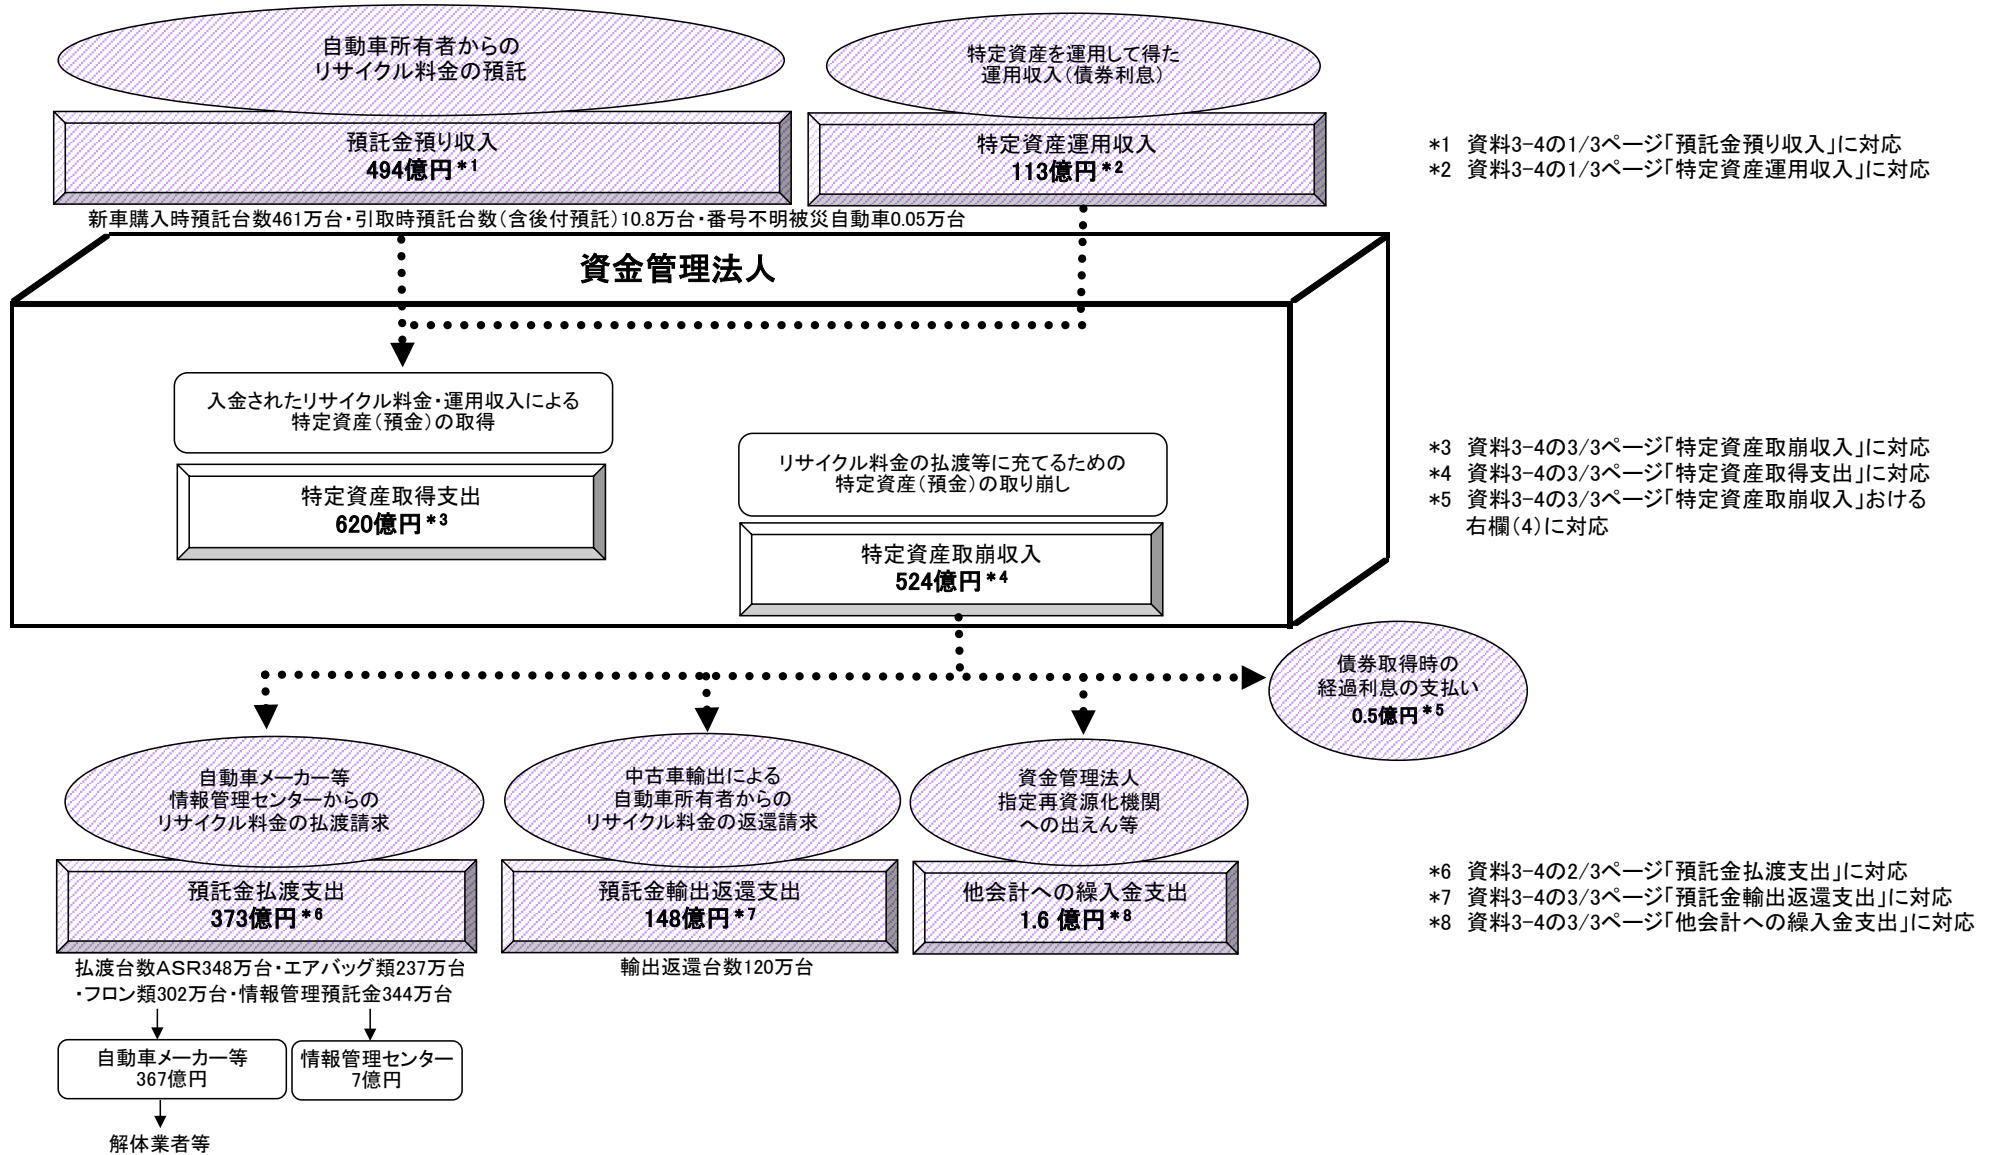 自動車所有者からの
リサイクル料金の預託
特定資産を運用して得た
運用収入(債券利息)
預託金預り収入
494億円*1
特定資産運用収入
113億円*2
*1 資料3-4の1/3ページ「預託金預り収入」に対応
*2 資料3-4の1/3ページ「特定資産運用収入」に対応
新車購入時預託台数461万台・引取時預託台数(含後付預託)10.8万台・番号不明被災自動車0.05万台
資金管理法人
入金されたリサイクル料金・運用収入による
特定資産(預金)の取得
特定資産取得支出
620億円*3
リサイクル料金の払渡等に充てるための
特定資産(預金)の取り崩し
特定資産取崩収入
524億円*4
*3 資料3-4の3/3ページ「特定資産取崩収入」に対応
*4 資料3-4の3/3ページ「特定資産取得支出」に対応
*5 資料3-4の3/3ページ「特定資産取崩収入」おける
右欄(4)に対応
債券取得時の
経過利息の支払い
0.5億円*5
自動車メーカー等
情報管理センターからの
リサイクル料金の払渡請求
中古車輸出による
自動車所有者からの
リサイクル料金の返還請求
資金管理法人
指定再資源化機関
への出えん等
預託金払渡支出
373億円*6
預託金輸出返還支出
148億円*7
他会計への繰入金支出
1.6 億円*8
*6 資料3-4の2/3ページ「預託金払渡支出」に対応
*7 資料3-4の3/3ページ「預託金輸出返還支出」に対応
*8 資料3-4の3/3ページ「他会計への繰入金支出」に対応
払渡台数ASR348万台・エアバッグ類237万台
・フロン類302万台・情報管理預託金344万台
輸出返還台数120万台
自動車メーカー等
367億円
情報管理センター
7億円
解体業者等